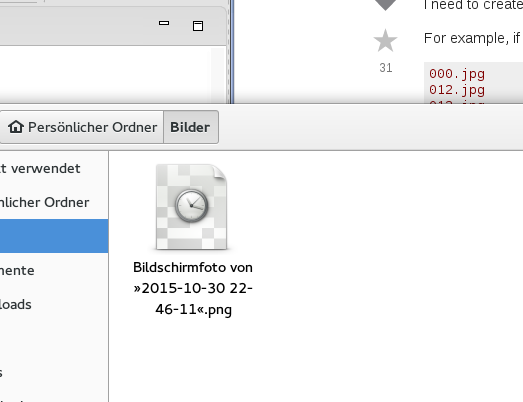 I need to create
For example, if
31
000.jpg
012.jpg
Persönlicher Ordner
Bilder
t verwendet
nlicher Ordner
mente
loads
s
Bildschirmfoto von
»2015-10-30 22-
46-11«.png